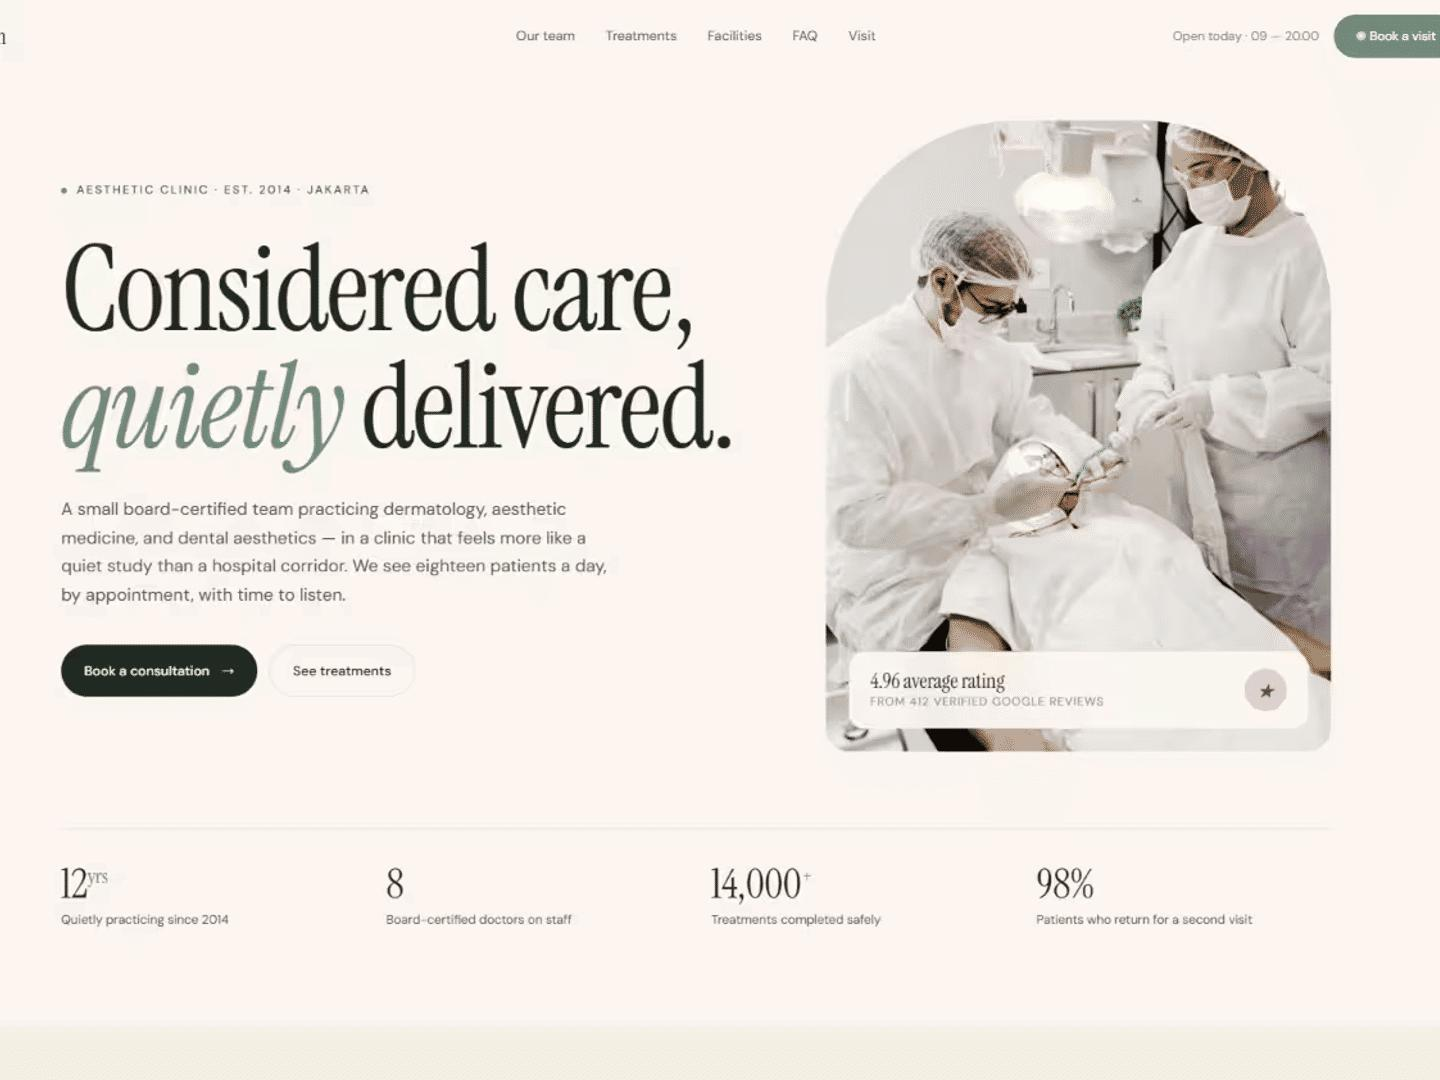 Our team
Treatments
Facilities
FAQ
Visit
Open today · 09 — 20.00
Book a visit
AESTHETIC CLINIC · EST. 2014 · JAKARTA
Considered care,
quietly delivered.
A small board-certified team practicing dermatology, aesthetic
medicine, and dental aesthetics — in a clinic that feels more like a
quiet study than a hospital corridor. We see eighteen patients a day,
by appointment, with time to listen.
Book a consultation →
See treatments
4.96 average rating
FROM 412 VERIFIED GOOGLE REVIEWS
12yrs
Quietly practicing since 2014
8
Board-certified doctors on staff
14,000+
Treatments completed safely
98%
Patients who return for a second visit